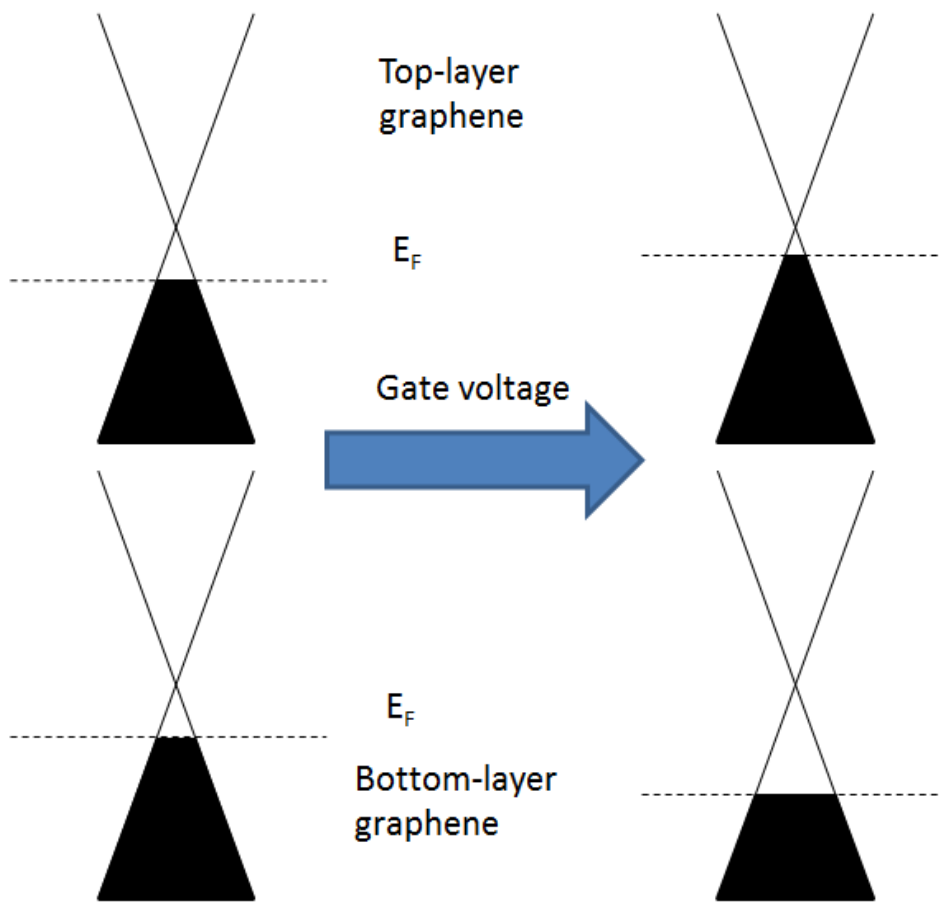 Top-layer
graphene
E_F
Gate voltage
E_F
Bottom-layer
graphene